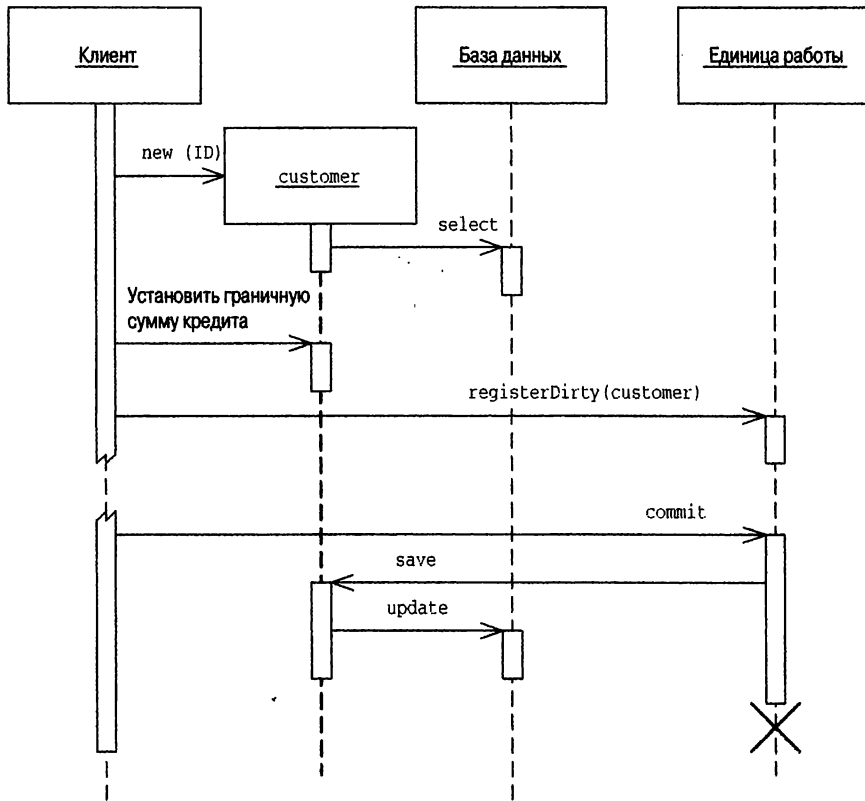 Клиент
База данных
Единица работы
new (ID)
customer
select
Установить граничную
сумму кредита
registerDirty(customer)
commit
save
update